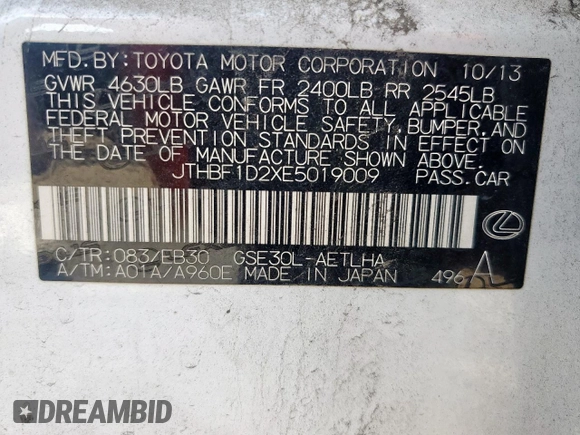 MFD.BY:TOYOTA MOTOR CORPORATION 10/13
GVWR 4630LB GAWR FR 2400LB RR 2545LB
THIS VEHICLE CONFORMS TO ALL APPLICABLE
FEDERAL MOTOR VEHICLE SAFETY,BUMPER,AND
THEFT PREVENTION STANDARDS IN EFFECT ON
THE DATE OF MANUFACTURE SHOWN ABOVE.
JTHBF1D2XE5019009 PASS.CAR
C/TR:083/EB30 GSE30L-AETLHA
A/TM:A01A/A960E MADE IN JAPAN 496 A
DREAMBID